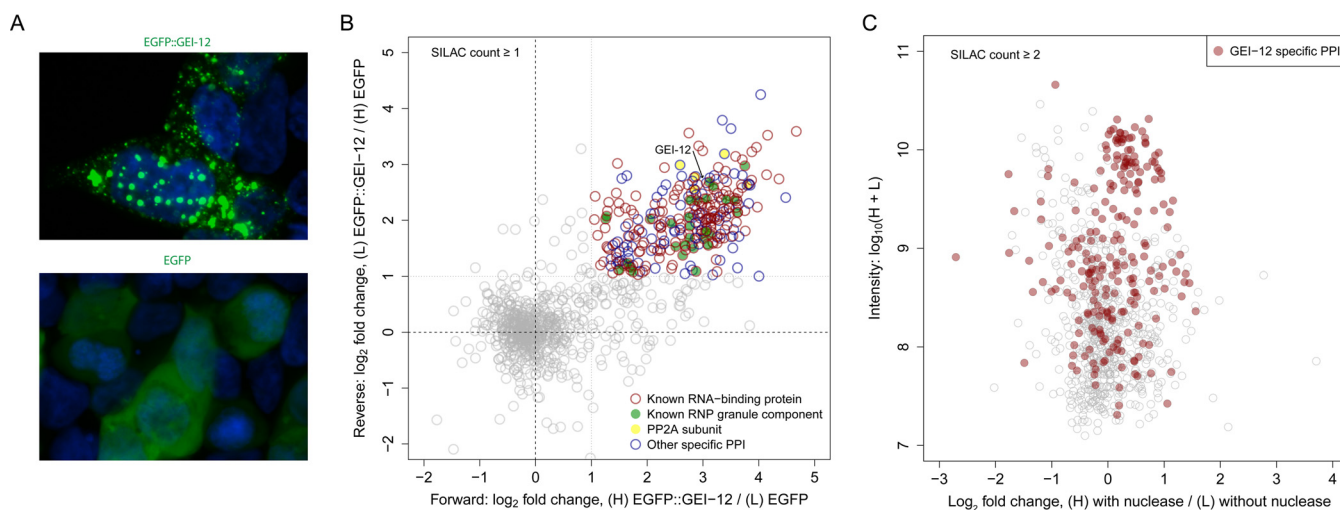 A
EGFP::GEI-12
EGFP
B
SILAC count ≥ 1
GEI-12
Known RNA−binding protein
Known RNP granule component
PP2A subunit
Other specific PPI
Reverse: log2 fold change, (L) EGFP::GEI−12 / (H) EGFP
5
4
3
2
1
0
−1
−2
−2
−1
0
1
2
3
4
5
Forward: log2 fold change, (H) EGFP::GEI−12 / (L) EGFP
C
SILAC count ≥ 2
GEI−12 specific PPI
Intensity: log10(H + L)
11
10
9
8
7
−3
−2
−1
0
1
2
3
4
Log2 fold change, (H) with nuclease / (L) without nuclease